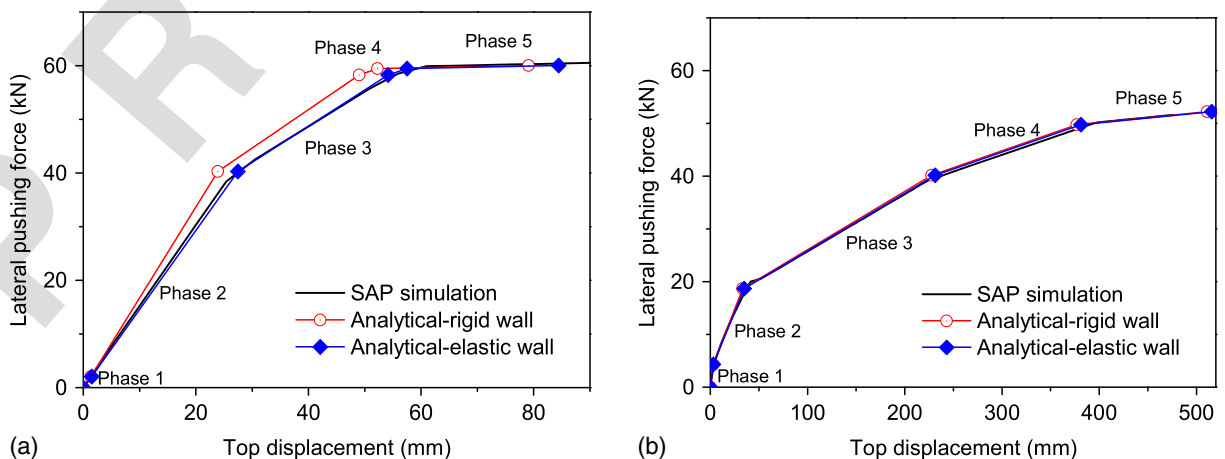 P R
60
40
20
0
Lateral pushing force (kN)
Phase 1
Phase 2
Phase 3
Phase 4
Phase 5
SAP simulation
Analytical-rigid wall
Analytical-elastic wall
0 20 40 60 80
(a) Top displacement (mm)
60
40
20
0
Lateral pushing force (kN)
Phase 1
Phase 2
Phase 3
Phase 4
Phase 5
SAP simulation
Analytical-rigid wall
Analytical-elastic wall
0 100 200 300 400 500
(b) Top displacement (mm)